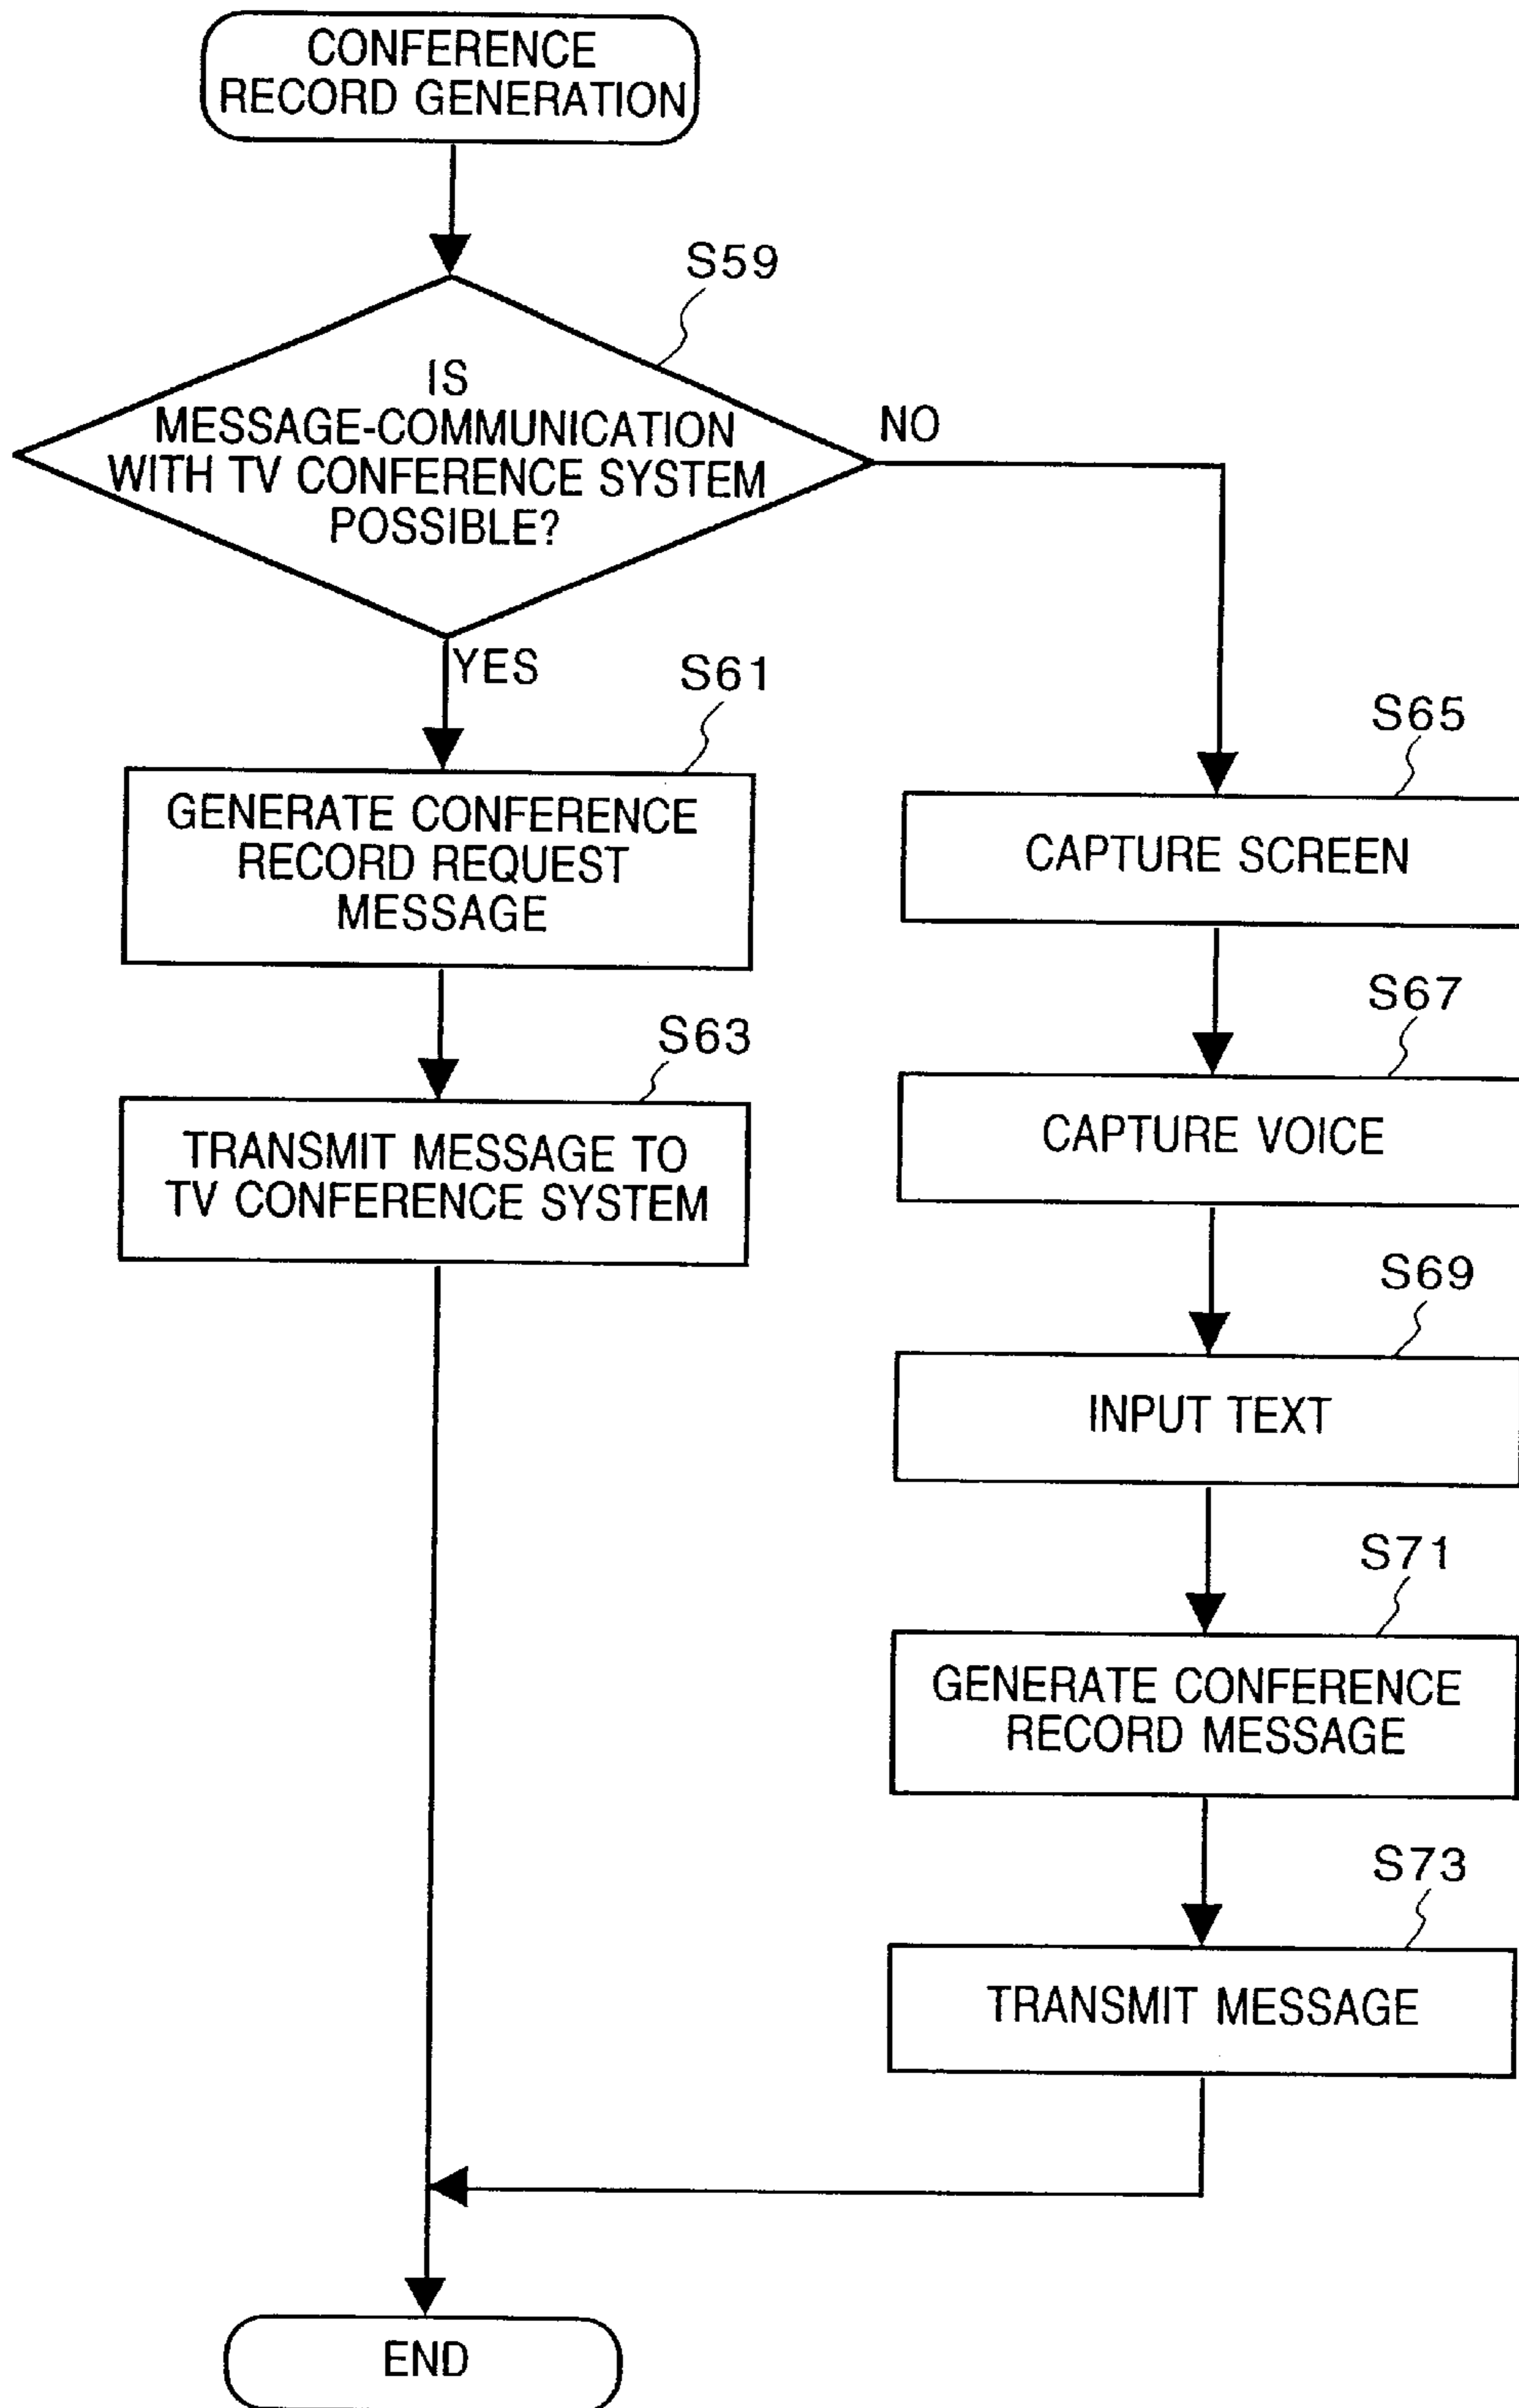 CONFERENCE
RECORD GENERATION
S59
IS
MESSAGE-COMMUNICATION
WITH TV CONFERENCE SYSTEM
POSSIBLE?
NO
YES
S61
GENERATE CONFERENCE
RECORD REQUEST
MESSAGE
S63
TRANSMIT MESSAGE TO
TV CONFERENCE SYSTEM
S65
CAPTURE SCREEN
S67
CAPTURE VOICE
S69
INPUT TEXT
S71
GENERATE CONFERENCE
RECORD MESSAGE
S73
TRANSMIT MESSAGE
END